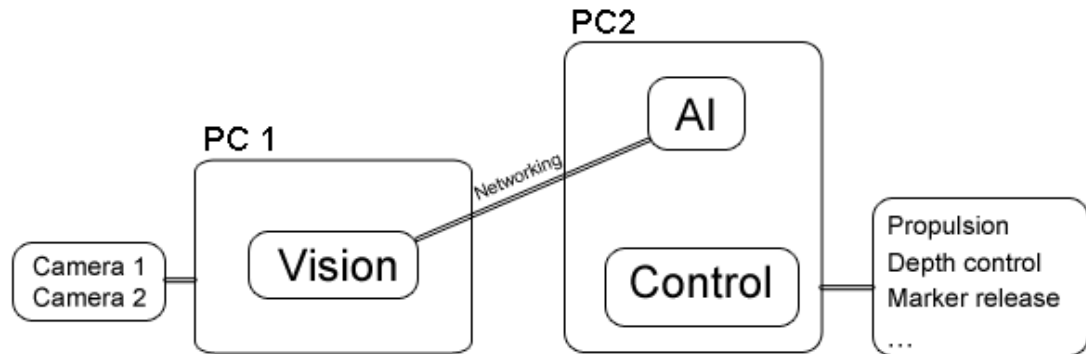 PC2
AI
PC 1
Networking
Vision
Camera 1
Camera 2
Control
Propulsion
Depth control
Marker release
...